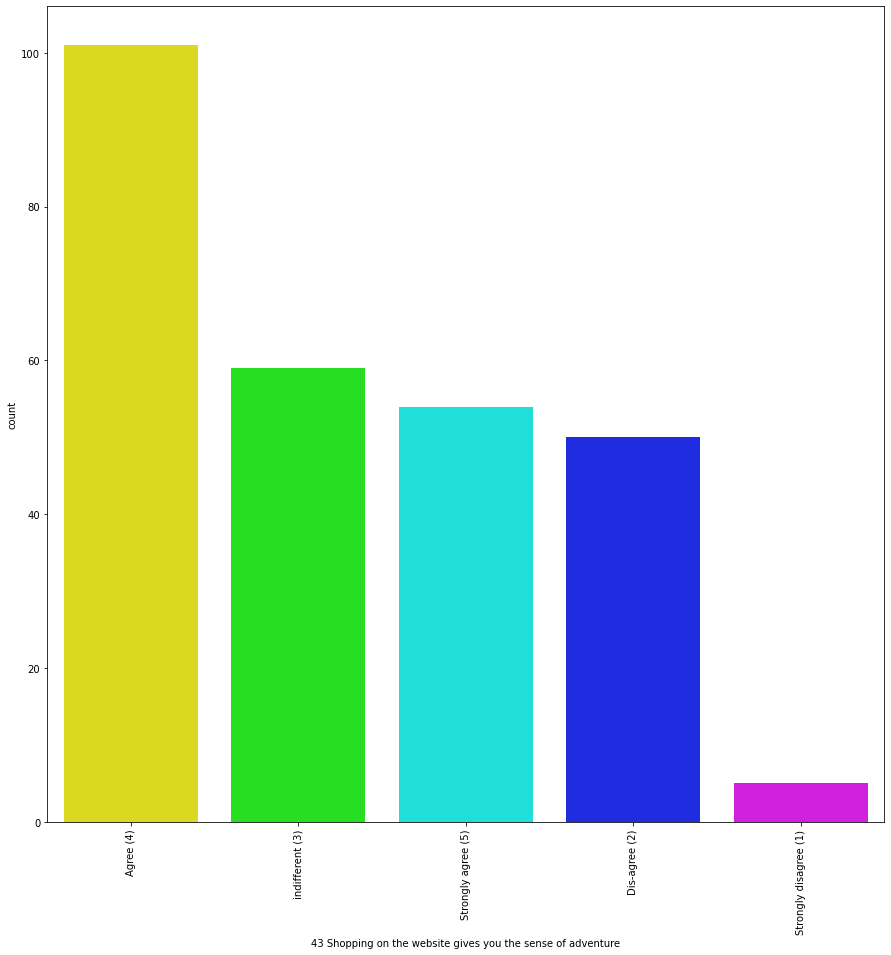 100
80
60
40
20
0
count
Agree (4)
indifferent (3)
Strongly agree (5)
Dis-agree (2)
Strongly disagree (1)
43 Shopping on the website gives you the sense of adventure